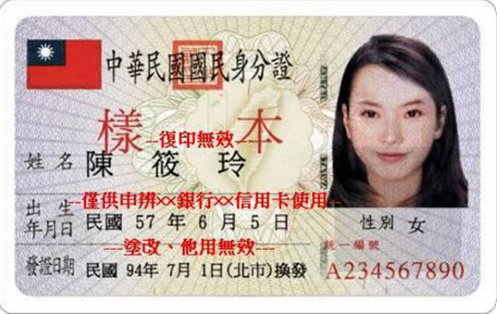 中華民國國民身分證
樣本
--復印無效--
姓名 陳筱玲
--僅供申辨××銀行××信用卡使用--
出生年月日 民國 57 年 6 月 5 日
性別 女
---塗改、他用無效---
統一編號
發證日期 民國 94年 7月 1日(北市)換發
A234567890